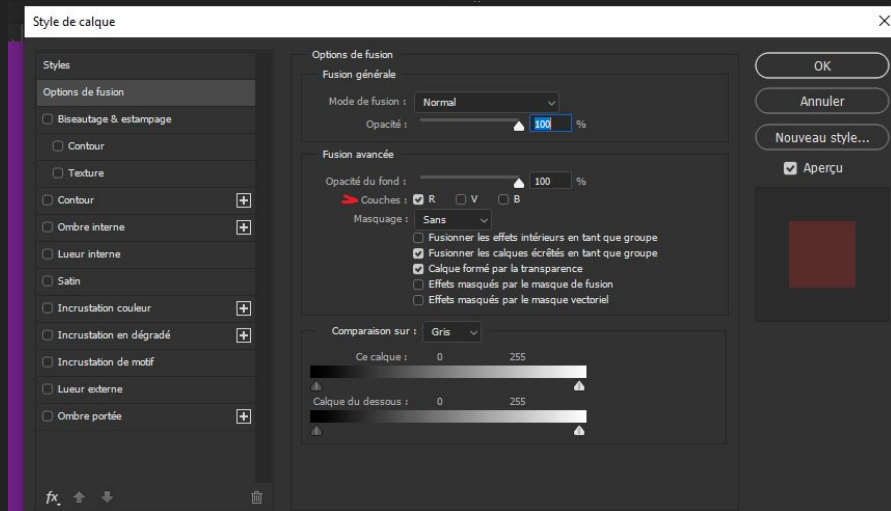 Style de calque
Styles
Options de fusion
Biseautage & estampage
Contour
Texture
Contour
Ombre interne
Lueur interne
Satin
Incrustation couleur
Incrustation en dégradé
Incrustation de motif
Lueur externe
Ombre portée
fx
Options de fusion
Fusion générale
Mode de fusion : Normal
Opacité : 100 %
Fusion avancée
Opacité du fond : 100 %
Couches : R V B
Masquage : Sans
Fusionner les effets intérieurs en tant que groupe
Fusionner les calques écrêtés en tant que groupe
Calque formé par la transparence
Effets masqués par le masque de fusion
Effets masqués par le masque vectoriel
Comparaison sur : Gris
Ce calque : 0 255
Calque du dessous : 0 255
OK
Annuler
Nouveau style...
Aperçu